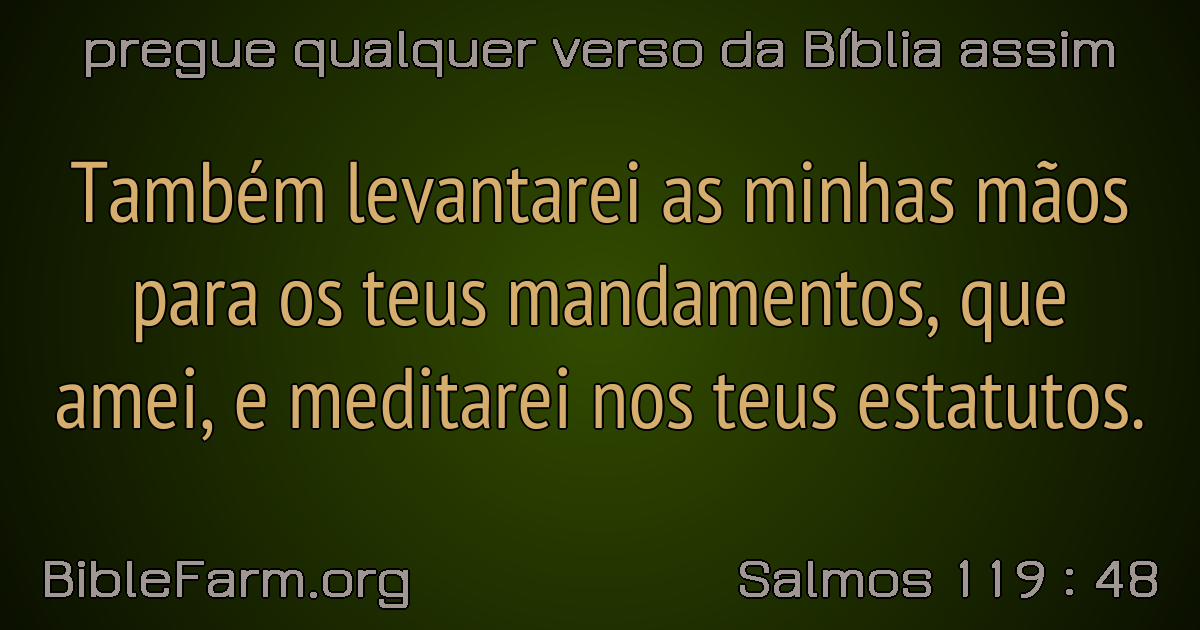 pregue qualquer verso da Bíblia assim
Também levantarei as minhas mãos
para os teus mandamentos, que
amei, e meditarei nos teus estatutos.
BibleFarm.org
Salmos 119 : 48